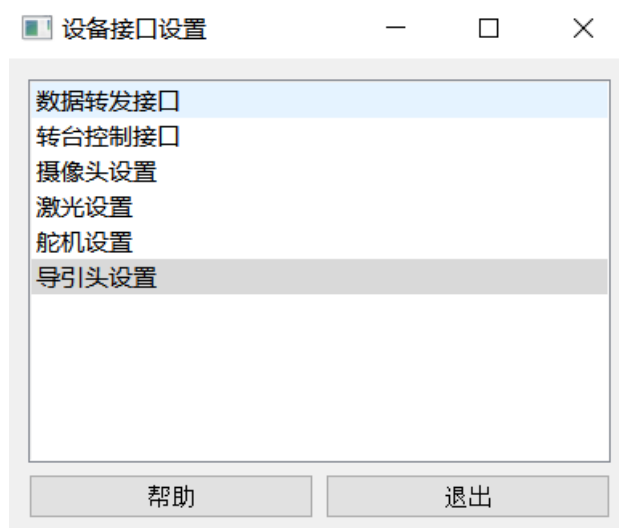 设备接口设置
数据转发接口
转台控制接口
摄像头设置
激光设置
舵机设置
导引头设置
帮助
退出